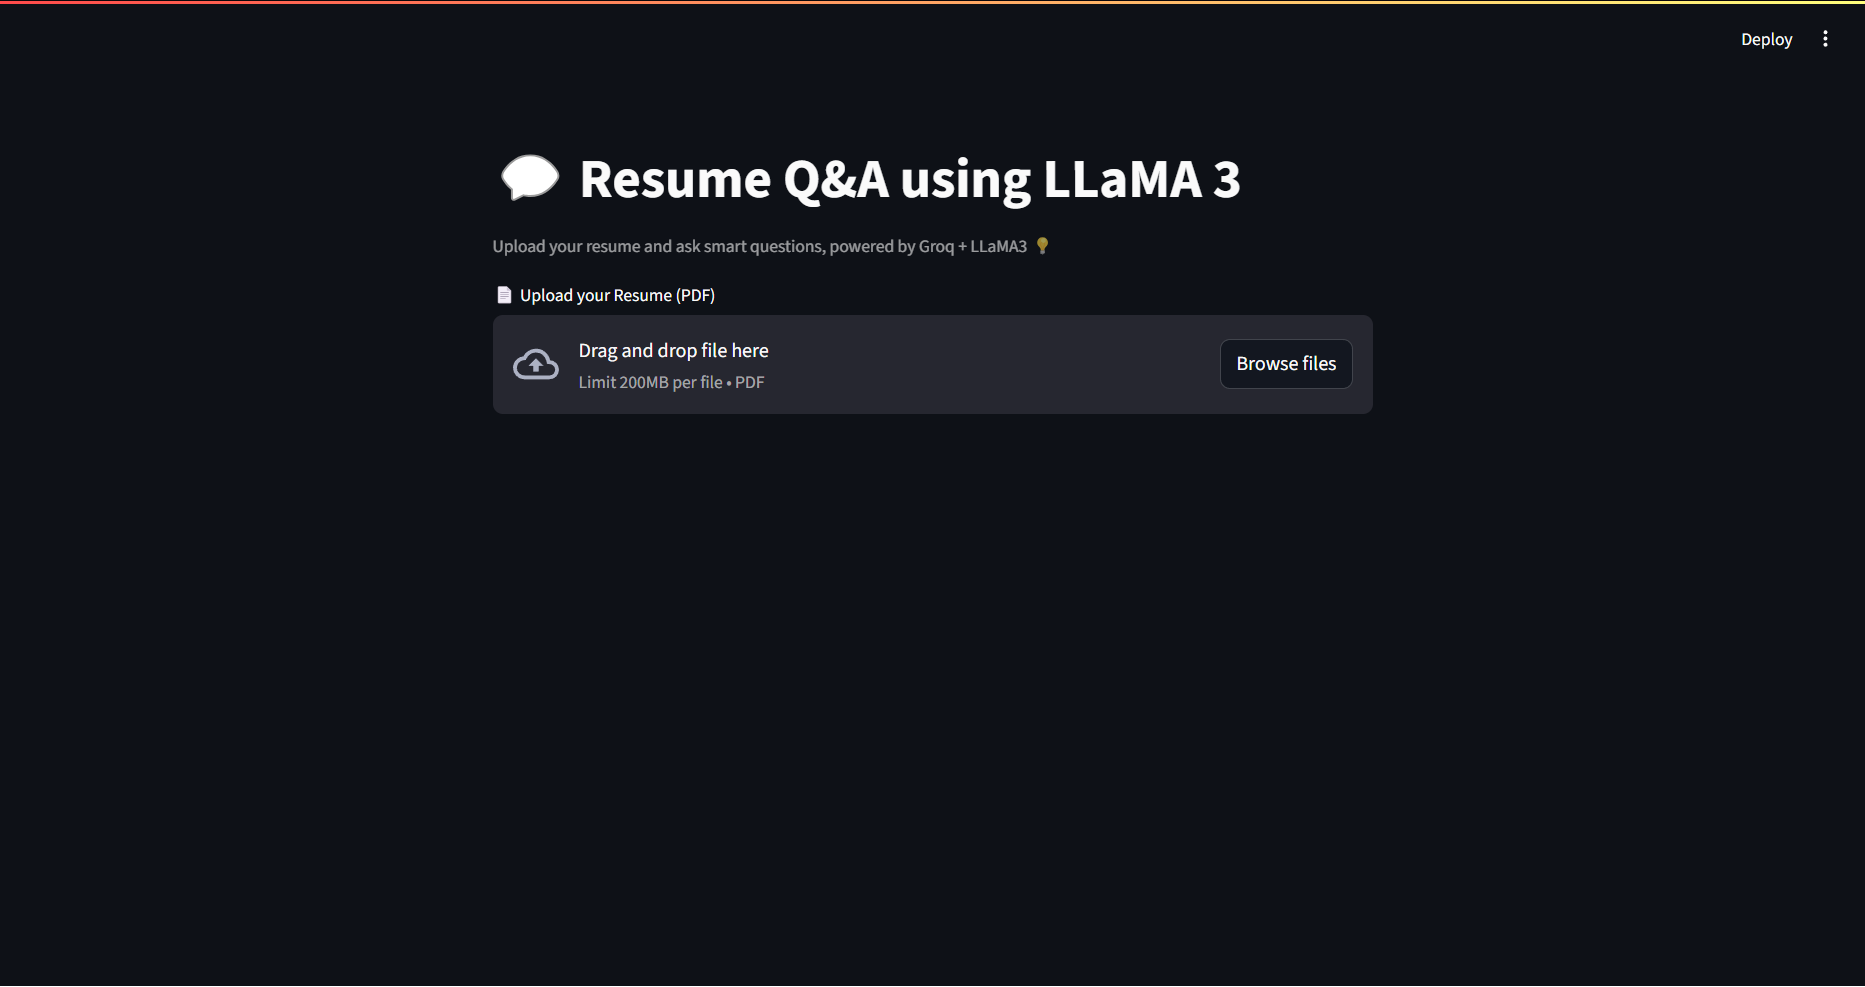 Deploy
💬 Resume Q&A using LLaMA 3
Upload your resume and ask smart questions, powered by Groq + LLaMA3 💡
📄 Upload your Resume (PDF)
Drag and drop file here
Limit 200MB per file • PDF
Browse files